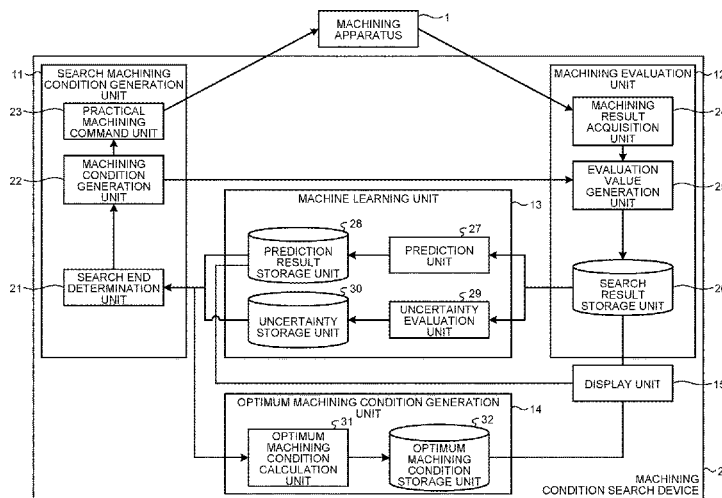 MACHINING
APPARATUS
1
11
SEARCH MACHINING
CONDITION GENERATION
UNIT
23
PRACTICAL
MACHINING
COMMAND UNIT
22
MACHINING
CONDITION
GENERATION
UNIT
21
SEARCH END
DETERMINATION
UNIT
MACHINE LEARNING UNIT
13
28
PREDICTION
RESULT
STORAGE UNIT
27
PREDICTION
UNIT
30
UNCERTAINTY
STORAGE UNIT
29
UNCERTAINTY
EVALUATION
UNIT
MACHINING EVALUATION
UNIT
12
MACHINING
RESULT
ACQUISITION
UNIT
24
EVALUATION
VALUE
GENERATION
UNIT
25
SEARCH
RESULT
STORAGE UNIT
26
DISPLAY UNIT
15
OPTIMUM MACHINING CONDITION GENERATION
UNIT
14
31
OPTIMUM
MACHINING
CONDITION
CALCULATION
UNIT
32
OPTIMUM
MACHINING
CONDITION
STORAGE
UNIT
2
MACHINING
CONDITION SEARCH DEVICE